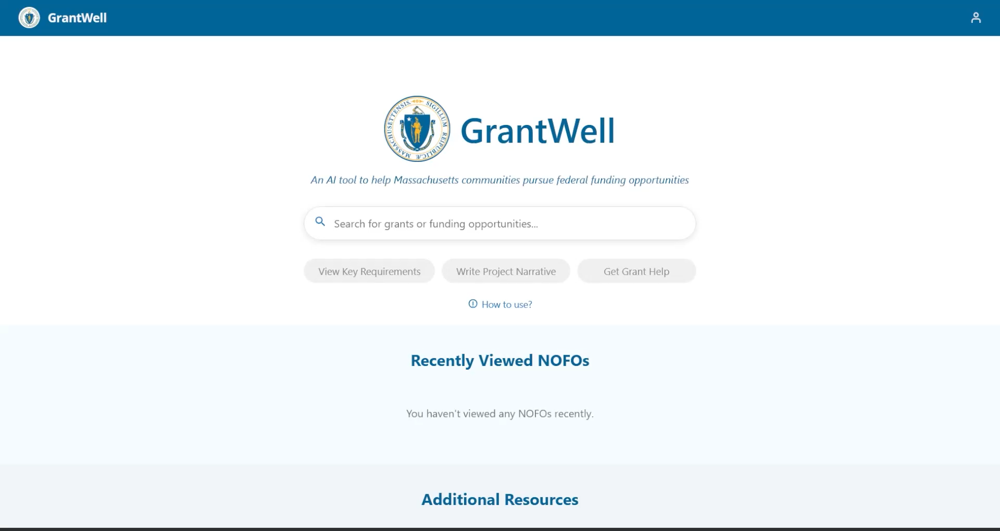 GrantWell
MASSACHUSETTENSIS. SIGILLUM REIPUBLICÆ
GrantWell
An AI tool to help Massachusetts communities pursue federal funding opportunities
Search for grants or funding opportunities...
View Key Requirements
Write Project Narrative
Get Grant Help
How to use?
Recently Viewed NOFOs
You haven't viewed any NOFOs recently.
Additional Resources